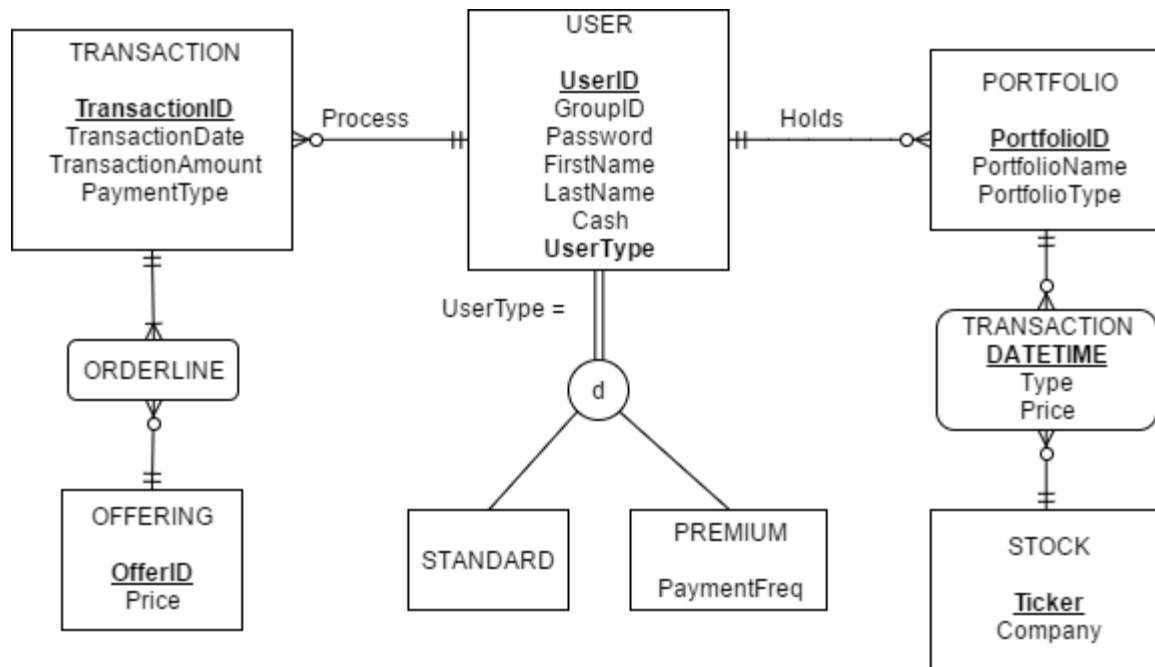 TRANSACTION
TransactionID
TransactionDate
TransactionAmount
PaymentType
Process
USER
UserID
GroupID
Password
FirstName
LastName
Cash
UserType
Holds
PORTFOLIO
PortfolioID
PortfolioName
PortfolioType
UserType =
d
ORDERLINE
TRANSACTION
DATETIME
Type
Price
OFFERING
OfferID
Price
STANDARD
PREMIUM
PaymentFreq
STOCK
Ticker
Company